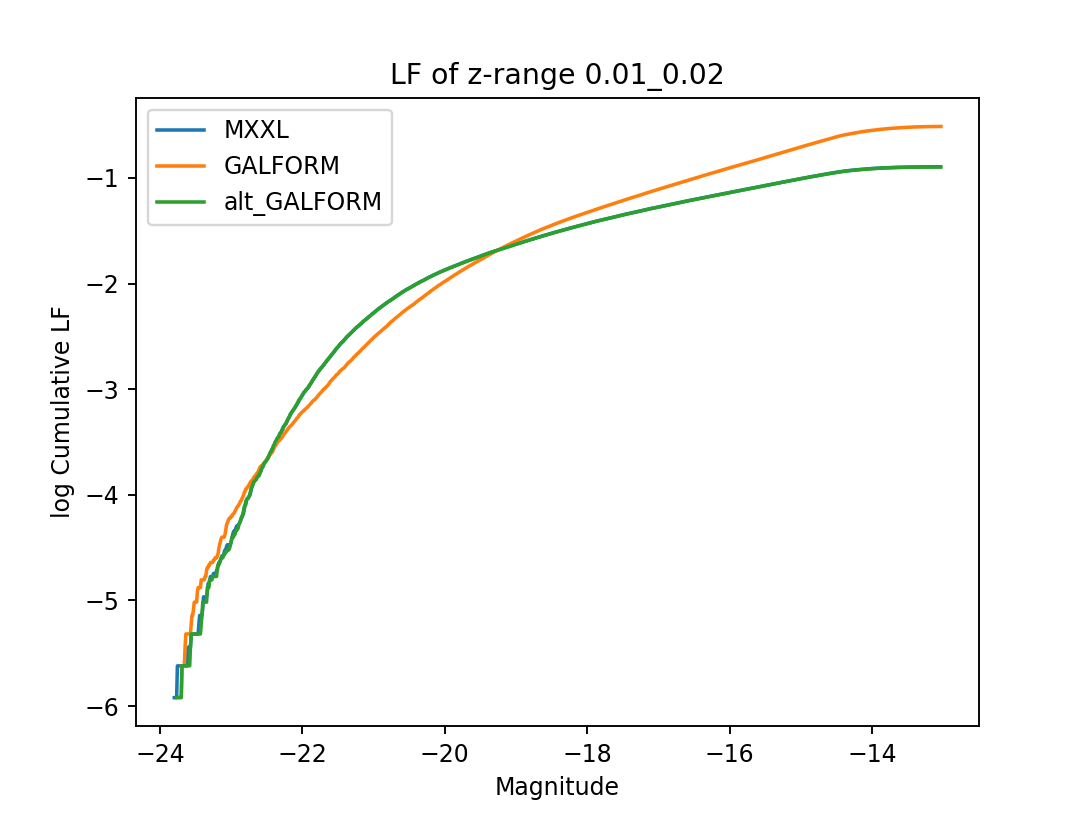 LF of z-range 0.01_0.02
MXXL
GALFORM
alt_GALFORM
log Cumulative LF
−1
−2
−3
−4
−5
−6
−24
−22
−20
−18
−16
−14
Magnitude